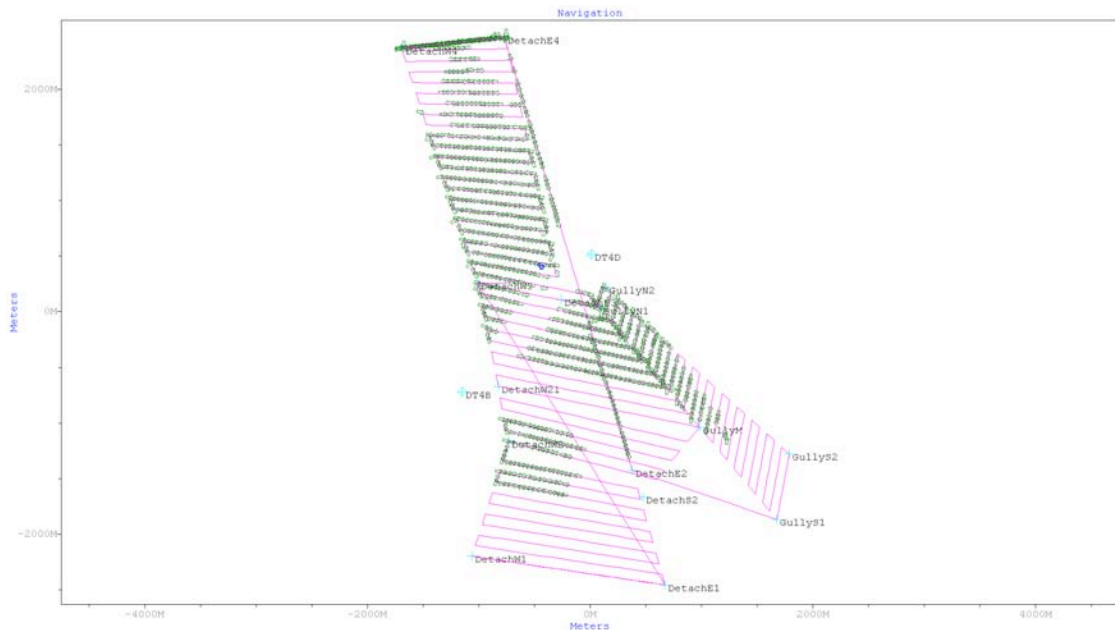 Navigation
DetachW4
DetachE4
2000M
DT4D
GullyN2
GullyN1
0M
Meters
DT4B
DetachW21
GullyM
GullyS2
DetachE2
DetachS2
GullyS1
-2000M
DetachW1
DetachE1
-4000M
-2000M
0M
2000M
4000M
Meters